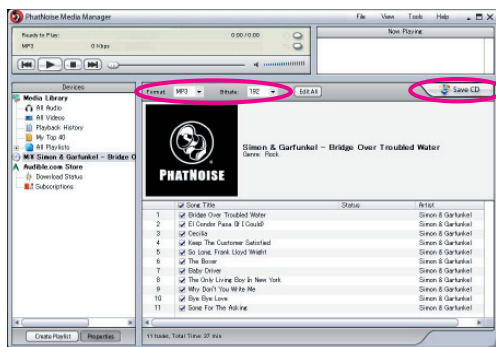 PhatNoise Media Manager File View Tools Help
Ready to Play: 0:00/0:00 Now Playing
MP3 0 Kbps
Devices Format: MP3 Bitrate: 192 Edit All Save CD
Media Library
All Audio
All Videos
Playback History
My Top 40
All Playlists
MX Simon & Garfunkel - Bridge O
Audible.com Store
Download Status
Subscriptions
Simon & Garfunkel - Bridge Over Troubled Water
Genre: Rock
PHATNOISE
Song Title Status Artist
1 Bridge Over Troubled Water Simon & Garfunkel
2 El Condor Pasa (If I Could) Simon & Garfunkel
3 Cecilia Simon & Garfunkel
4 Keep The Customer Satisfied Simon & Garfunkel
5 So Long, Frank Lloyd Wright Simon & Garfunkel
6 The Boxer Simon & Garfunkel
7 Baby Driver Simon & Garfunkel
8 The Only Living Boy In New York Simon & Garfunkel
9 Why Don't You Write Me Simon & Garfunkel
10 Bye Bye Love Simon & Garfunkel
11 Song For The Asking Simon & Garfunkel
Create Playlist Properties 11 tracks, Total Time: 37 min